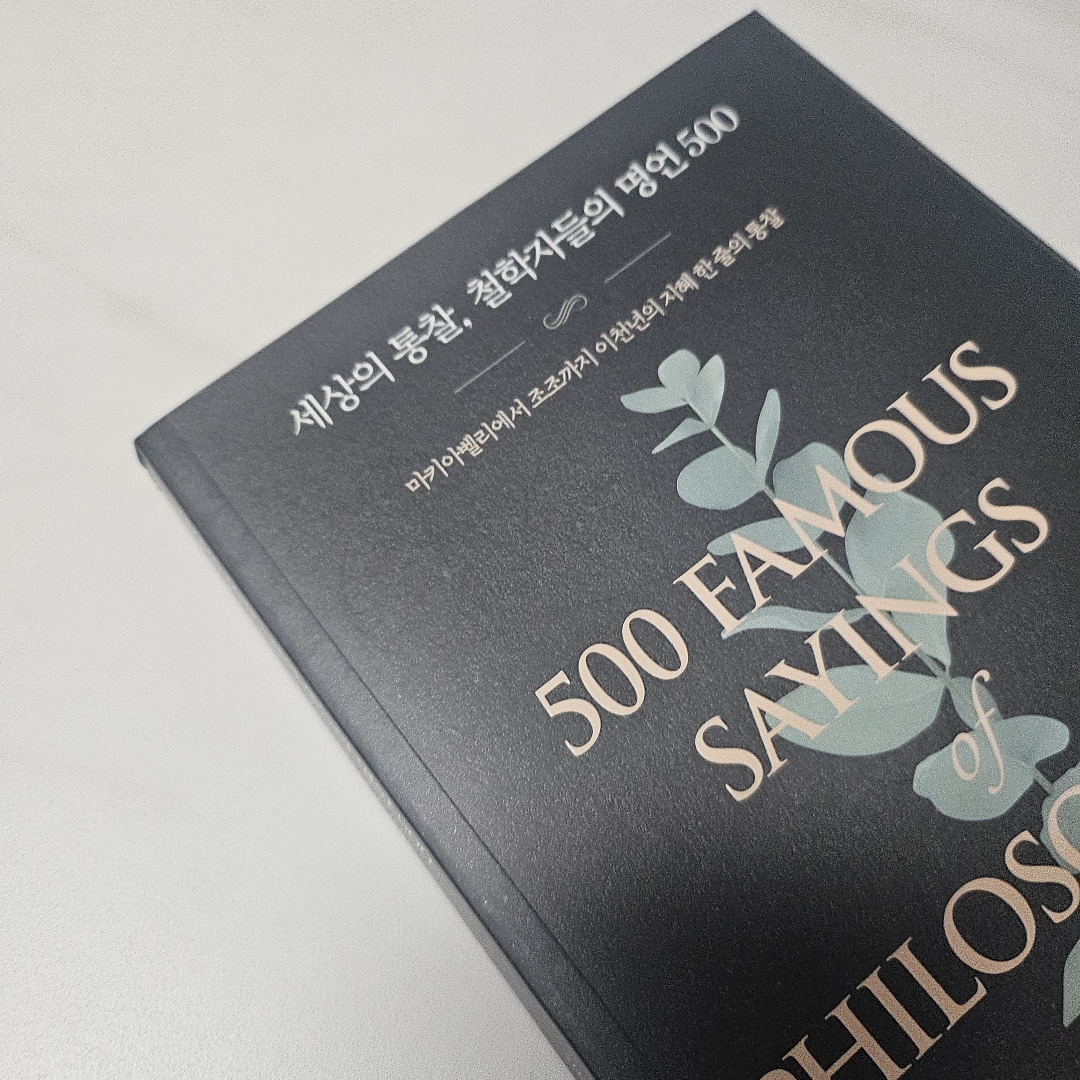 세상의 통찰, 철학자들의 명언 500
마키아벨리에서 조조까지 이천년의 지혜 한 줄의 통찰
500 FAMOUS
SAYINGS
of
PHILOSO